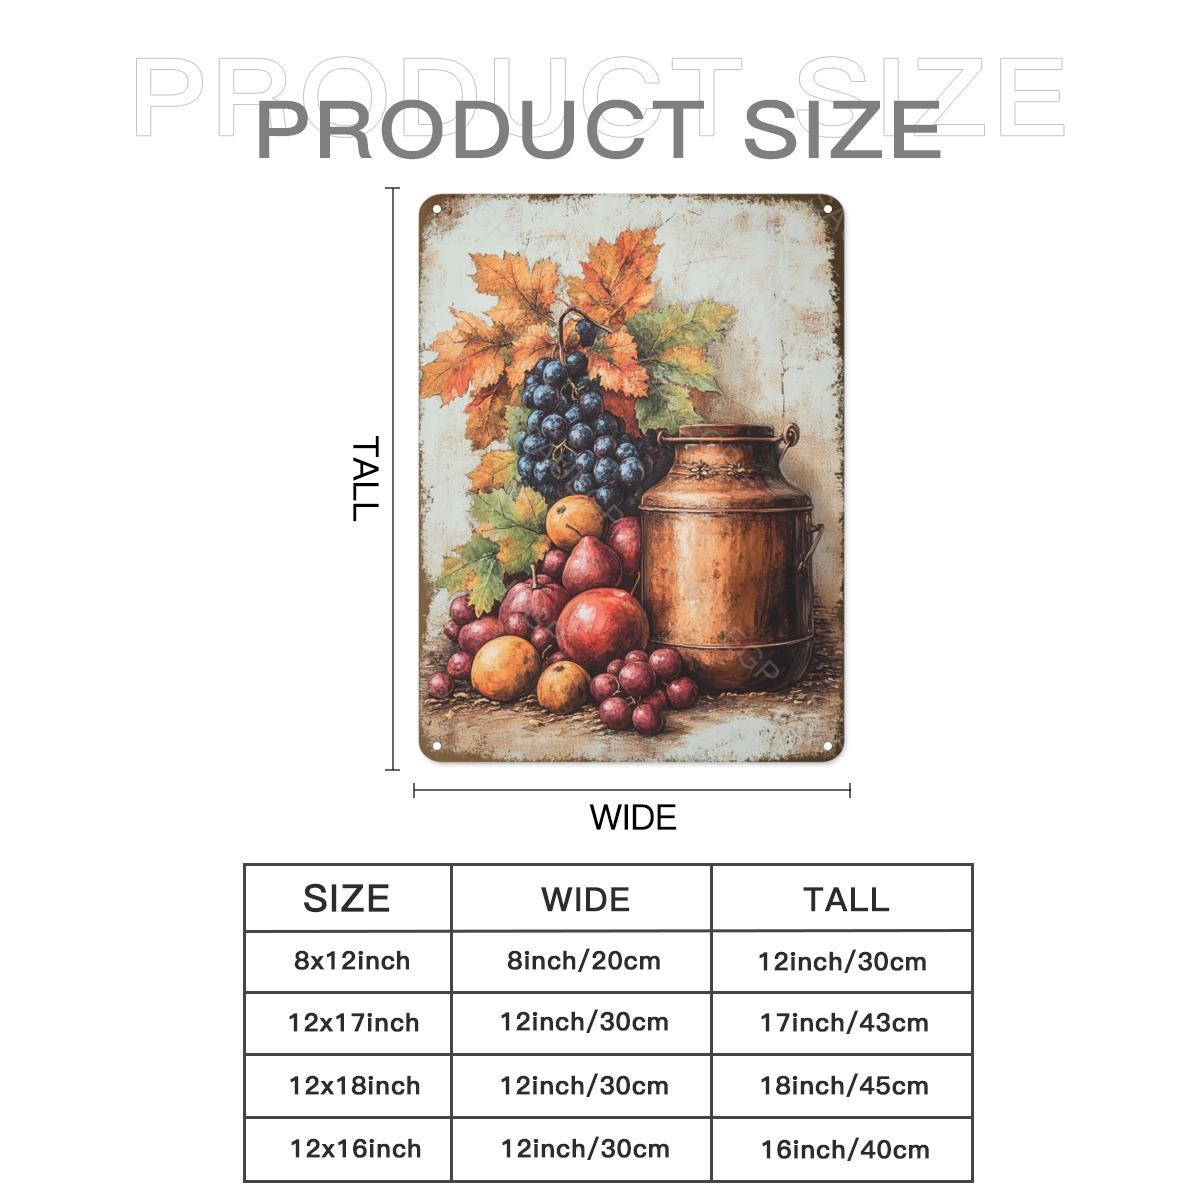 PRODUCT SIZE
PRODUCT SIZE
TALL
WIDE
SIZE WIDE TALL
8x12inch 8inch/20cm 12inch/30cm
12x17inch 12inch/30cm 17inch/43cm
12x18inch 12inch/30cm 18inch/45cm
12x16inch 12inch/30cm 16inch/40cm